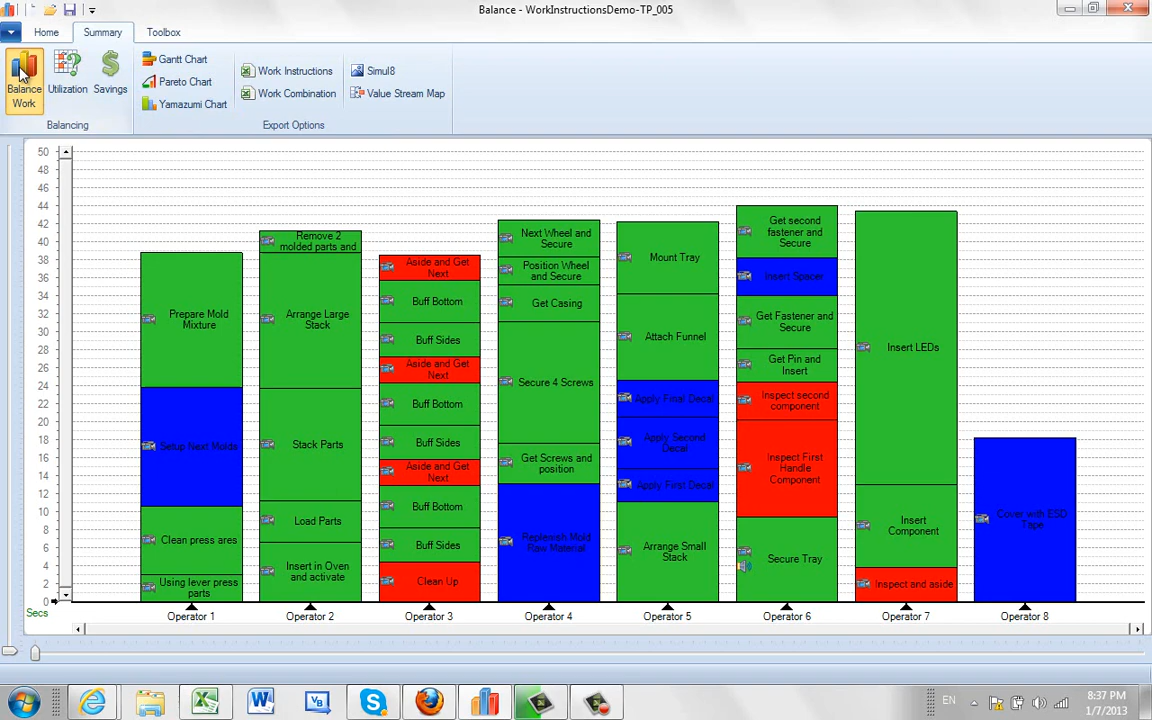 Balance - WorkInstructionsDemo-TP_005
Home Summary Toolbox
Balance
Work
Utilization
Savings
Gantt Chart
Pareto Chart
Yamazumi Chart
Work Instructions
Work Combination
Simul8
Value Stream Map
Balancing
Export Options
50
48
46
44
42
40
38
36
34
32
30
28
26
24
22
20
18
16
14
12
10
8
6
4
2
0
Secs
Prepare Mold
Mixture
Setup Next Molds
Clean press ares
Using lever press
parts
Operator 1
Remove 2
molded parts and
Arrange Large
Stack
Stack Parts
Load Parts
Insert in Oven
and activate
Operator 2
Aside and Get
Next
Buff Bottom
Buff Sides
Aside and Get
Next
Buff Bottom
Buff Sides
Aside and Get
Next
Buff Bottom
Buff Sides
Clean Up
Operator 3
Next Wheel and
Secure
Position Wheel
and Secure
Get Casing
Secure 4 Screws
Get Screws and
position
Replenish Mold
Raw Material
Operator 4
Mount Tray
Attach Funnel
Apply Final Decal
Apply Second
Decal
Apply First Decal
Arrange Small
Stack
Operator 5
Get second
fastener and
Secure
Insert Spacer
Get Fastener and
Secure
Get Pin and
Insert
Inspect second
component
Inspect First
Handle
Component
Secure Tray
Operator 6
Insert LEDs
Insert
Component
Inspect and aside
Operator 7
Cover with ESD
Tape
Operator 8
EN
8:37 PM
1/7/2013